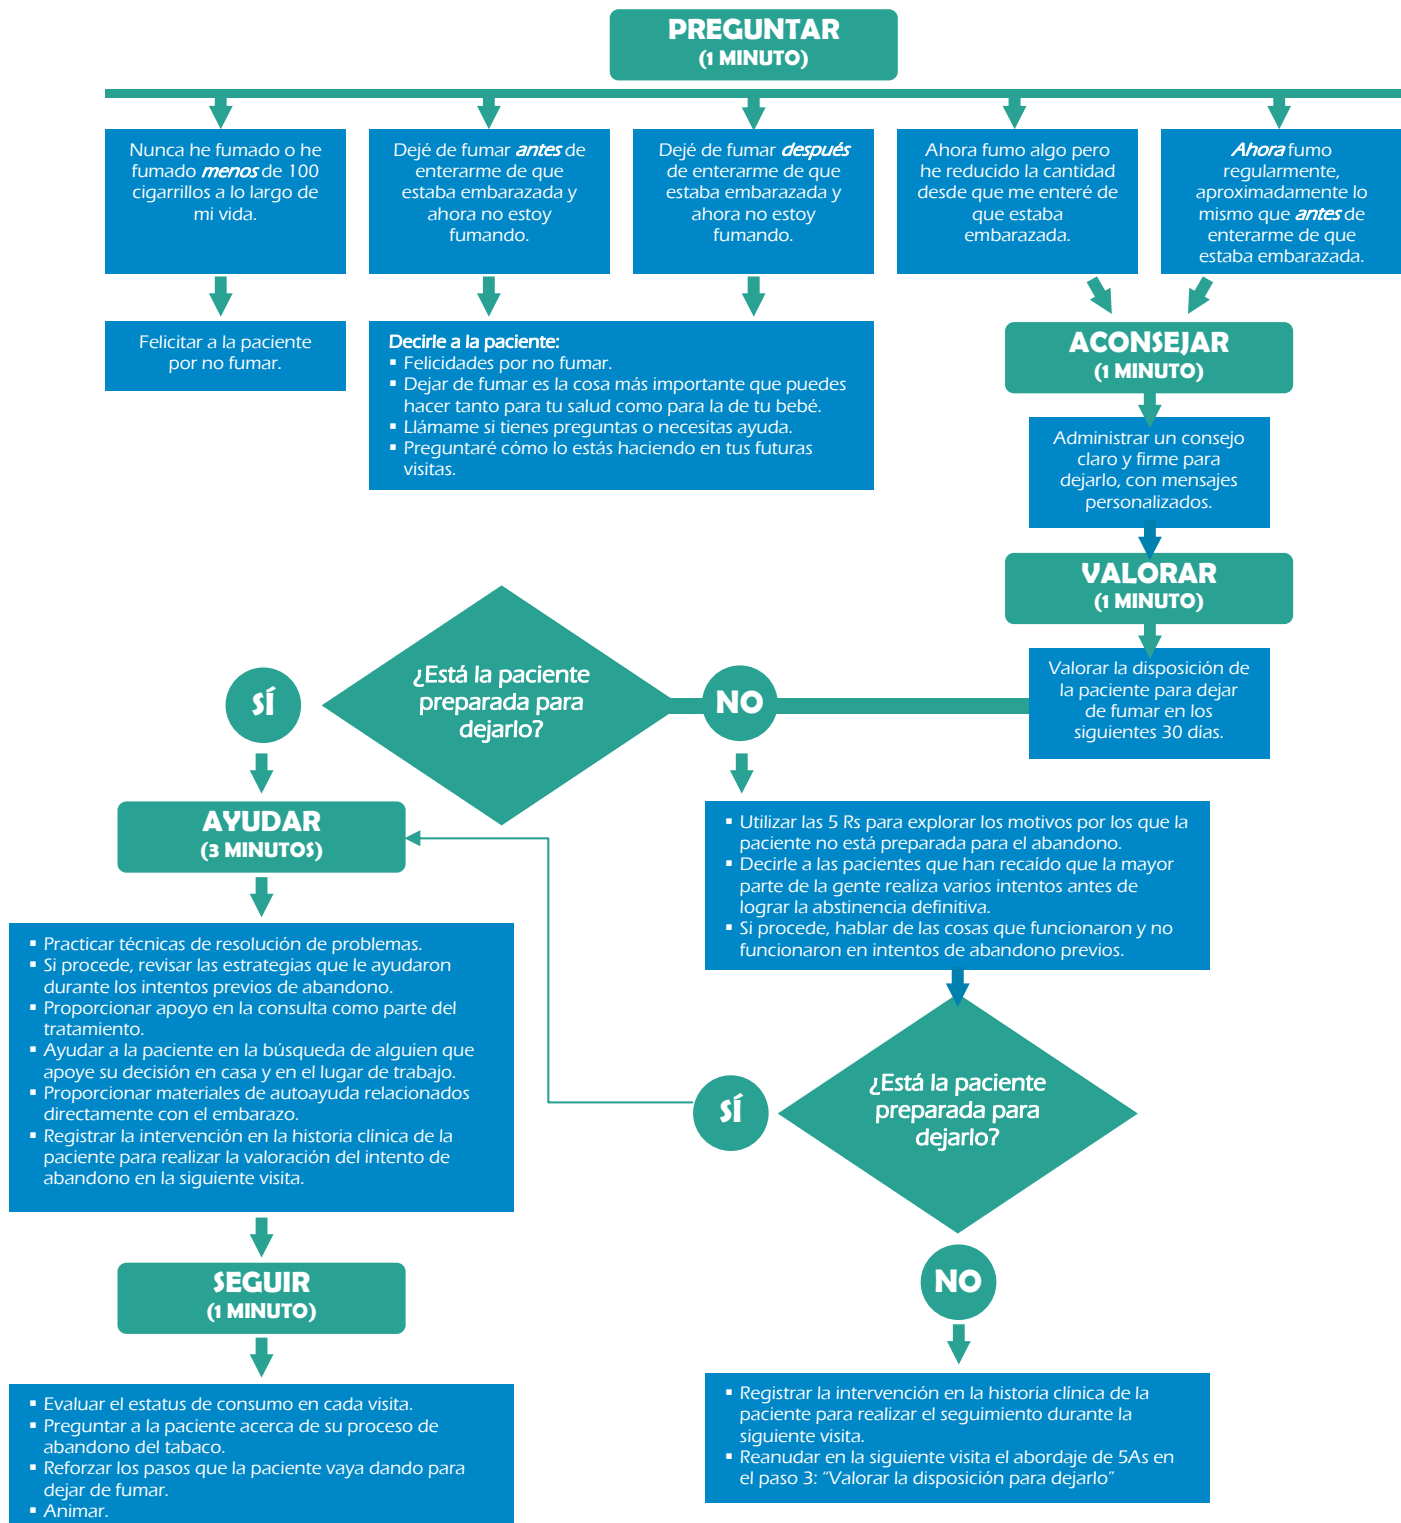 PREGUNTAR
(1 MINUTO)
Nunca he fumado o he
fumado menos de 100
cigarrillos a lo largo de
mi vida.
Dejé de fumar antes de
enterarme de que
estaba embarazada y
ahora no estoy
fumando.
Dejé de fumar después
de enterarme de que
estaba embarazada y
ahora no estoy
fumando.
Ahora fumo algo pero
he reducido la cantidad
desde que me enteré de
que estaba
embarazada.
Ahora fumo
regularmente,
aproximadamente lo
mismo que antes de
enterarme de que
estaba embarazada.
Felicitar a la paciente
por no fumar.
Decirle a la paciente:
▪ Felicidades por no fumar.
▪ Dejar de fumar es la cosa más importante que puedes
hacer tanto para tu salud como para la de tu bebé.
▪ Llámame si tienes preguntas o necesitas ayuda.
▪ Preguntaré cómo lo estás haciendo en tus futuras
visitas.
ACONSEJAR
(1 MINUTO)
Administrar un consejo
claro y firme para
dejarlo, con mensajes
personalizados.
VALORAR
(1 MINUTO)
Valorar la disposición de
la paciente para dejar
de fumar en los
siguientes 30 días.
¿Está la paciente
preparada para
dejarlo?
SÍ
NO
AYUDAR
(3 MINUTOS)
▪ Utilizar las 5 Rs para explorar los motivos por los que la
paciente no está preparada para el abandono.
▪ Decirle a las pacientes que han recaído que la mayor
parte de la gente realiza varios intentos antes de
lograr la abstinencia definitiva.
▪ Si procede, hablar de las cosas que funcionaron y no
funcionaron en intentos de abandono previos.
▪ Practicar técnicas de resolución de problemas.
▪ Si procede, revisar las estrategias que le ayudaron
durante los intentos previos de abandono.
▪ Proporcionar apoyo en la consulta como parte del
tratamiento.
▪ Ayudar a la paciente en la búsqueda de alguien que
apoye su decisión en casa y en el lugar de trabajo.
▪ Proporcionar materiales de autoayuda relacionados
directamente con el embarazo.
▪ Registrar la intervención en la historia clínica de la
paciente para realizar la valoración del intento de
abandono en la siguiente visita.
¿Está la paciente
preparada para
dejarlo?
SÍ
NO
SEGUIR
(1 MINUTO)
▪ Evaluar el estatus de consumo en cada visita.
▪ Preguntar a la paciente acerca de su proceso de
abandono del tabaco.
▪ Reforzar los pasos que la paciente vaya dando para
dejar de fumar.
▪ Animar.
▪ Registrar la intervención en la historia clínica de la
paciente para realizar el seguimiento durante la
siguiente visita.
▪ Reanudar en la siguiente visita el abordaje de 5As en
el paso 3: “Valorar la disposición para dejarlo”